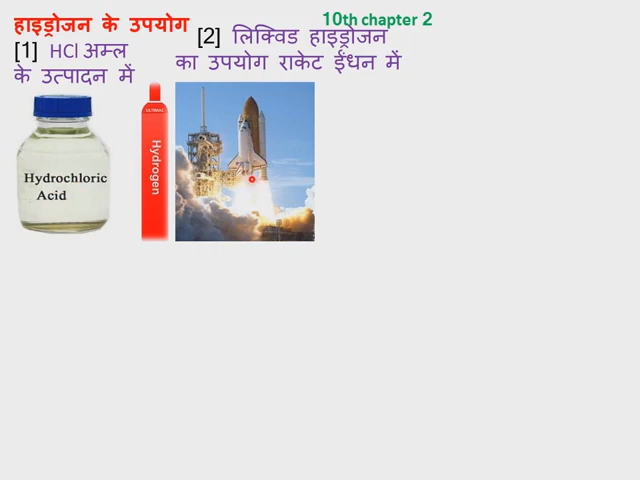 हाइड्रोजन के उपयोग
[1] HCl अम्ल
के उत्पादन में
10th chapter 2
[2] लिक्विड हाइड्रोजन
का उपयोग राकेट ईंधन में
Hydrochloric
Acid
ULTIMAC
Hydrogen